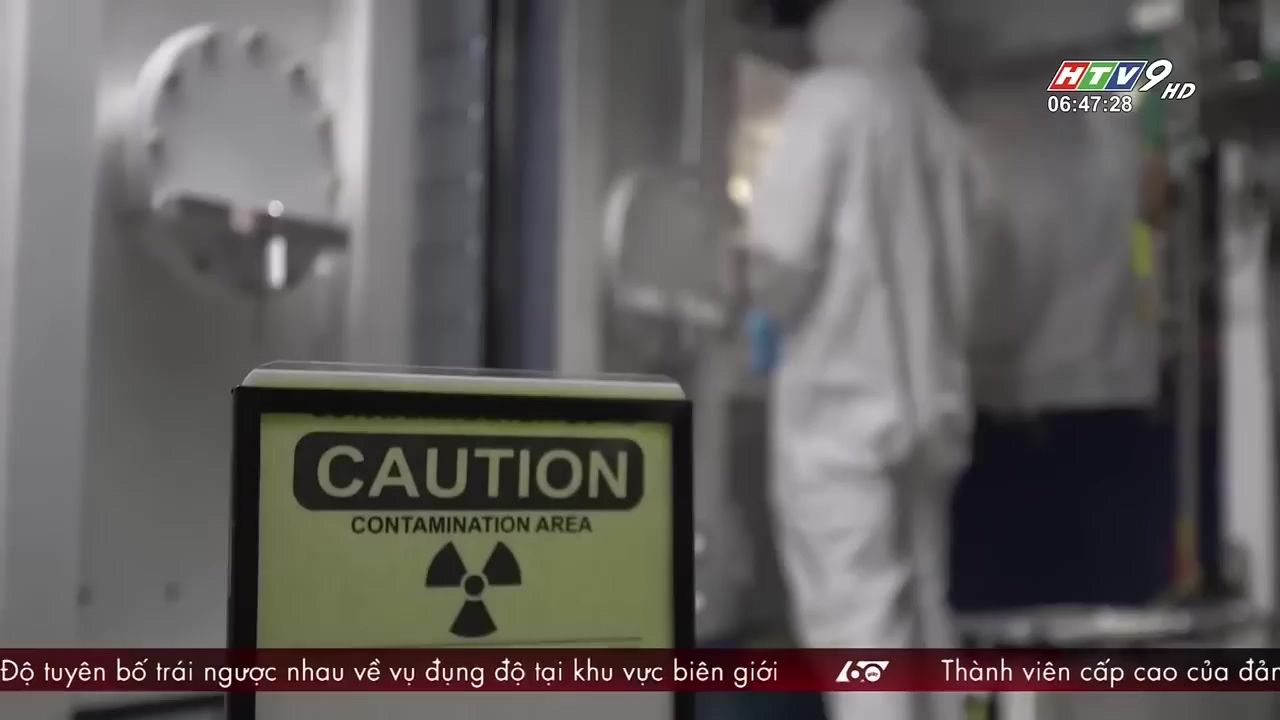 HTV9 HD
06:47:28
CAUTION
CONTAMINATION AREA
Độ tuyên bố trái ngược nhau về vụ đụng độ tại khu vực biên giới
60
Thành viên cấp cao của